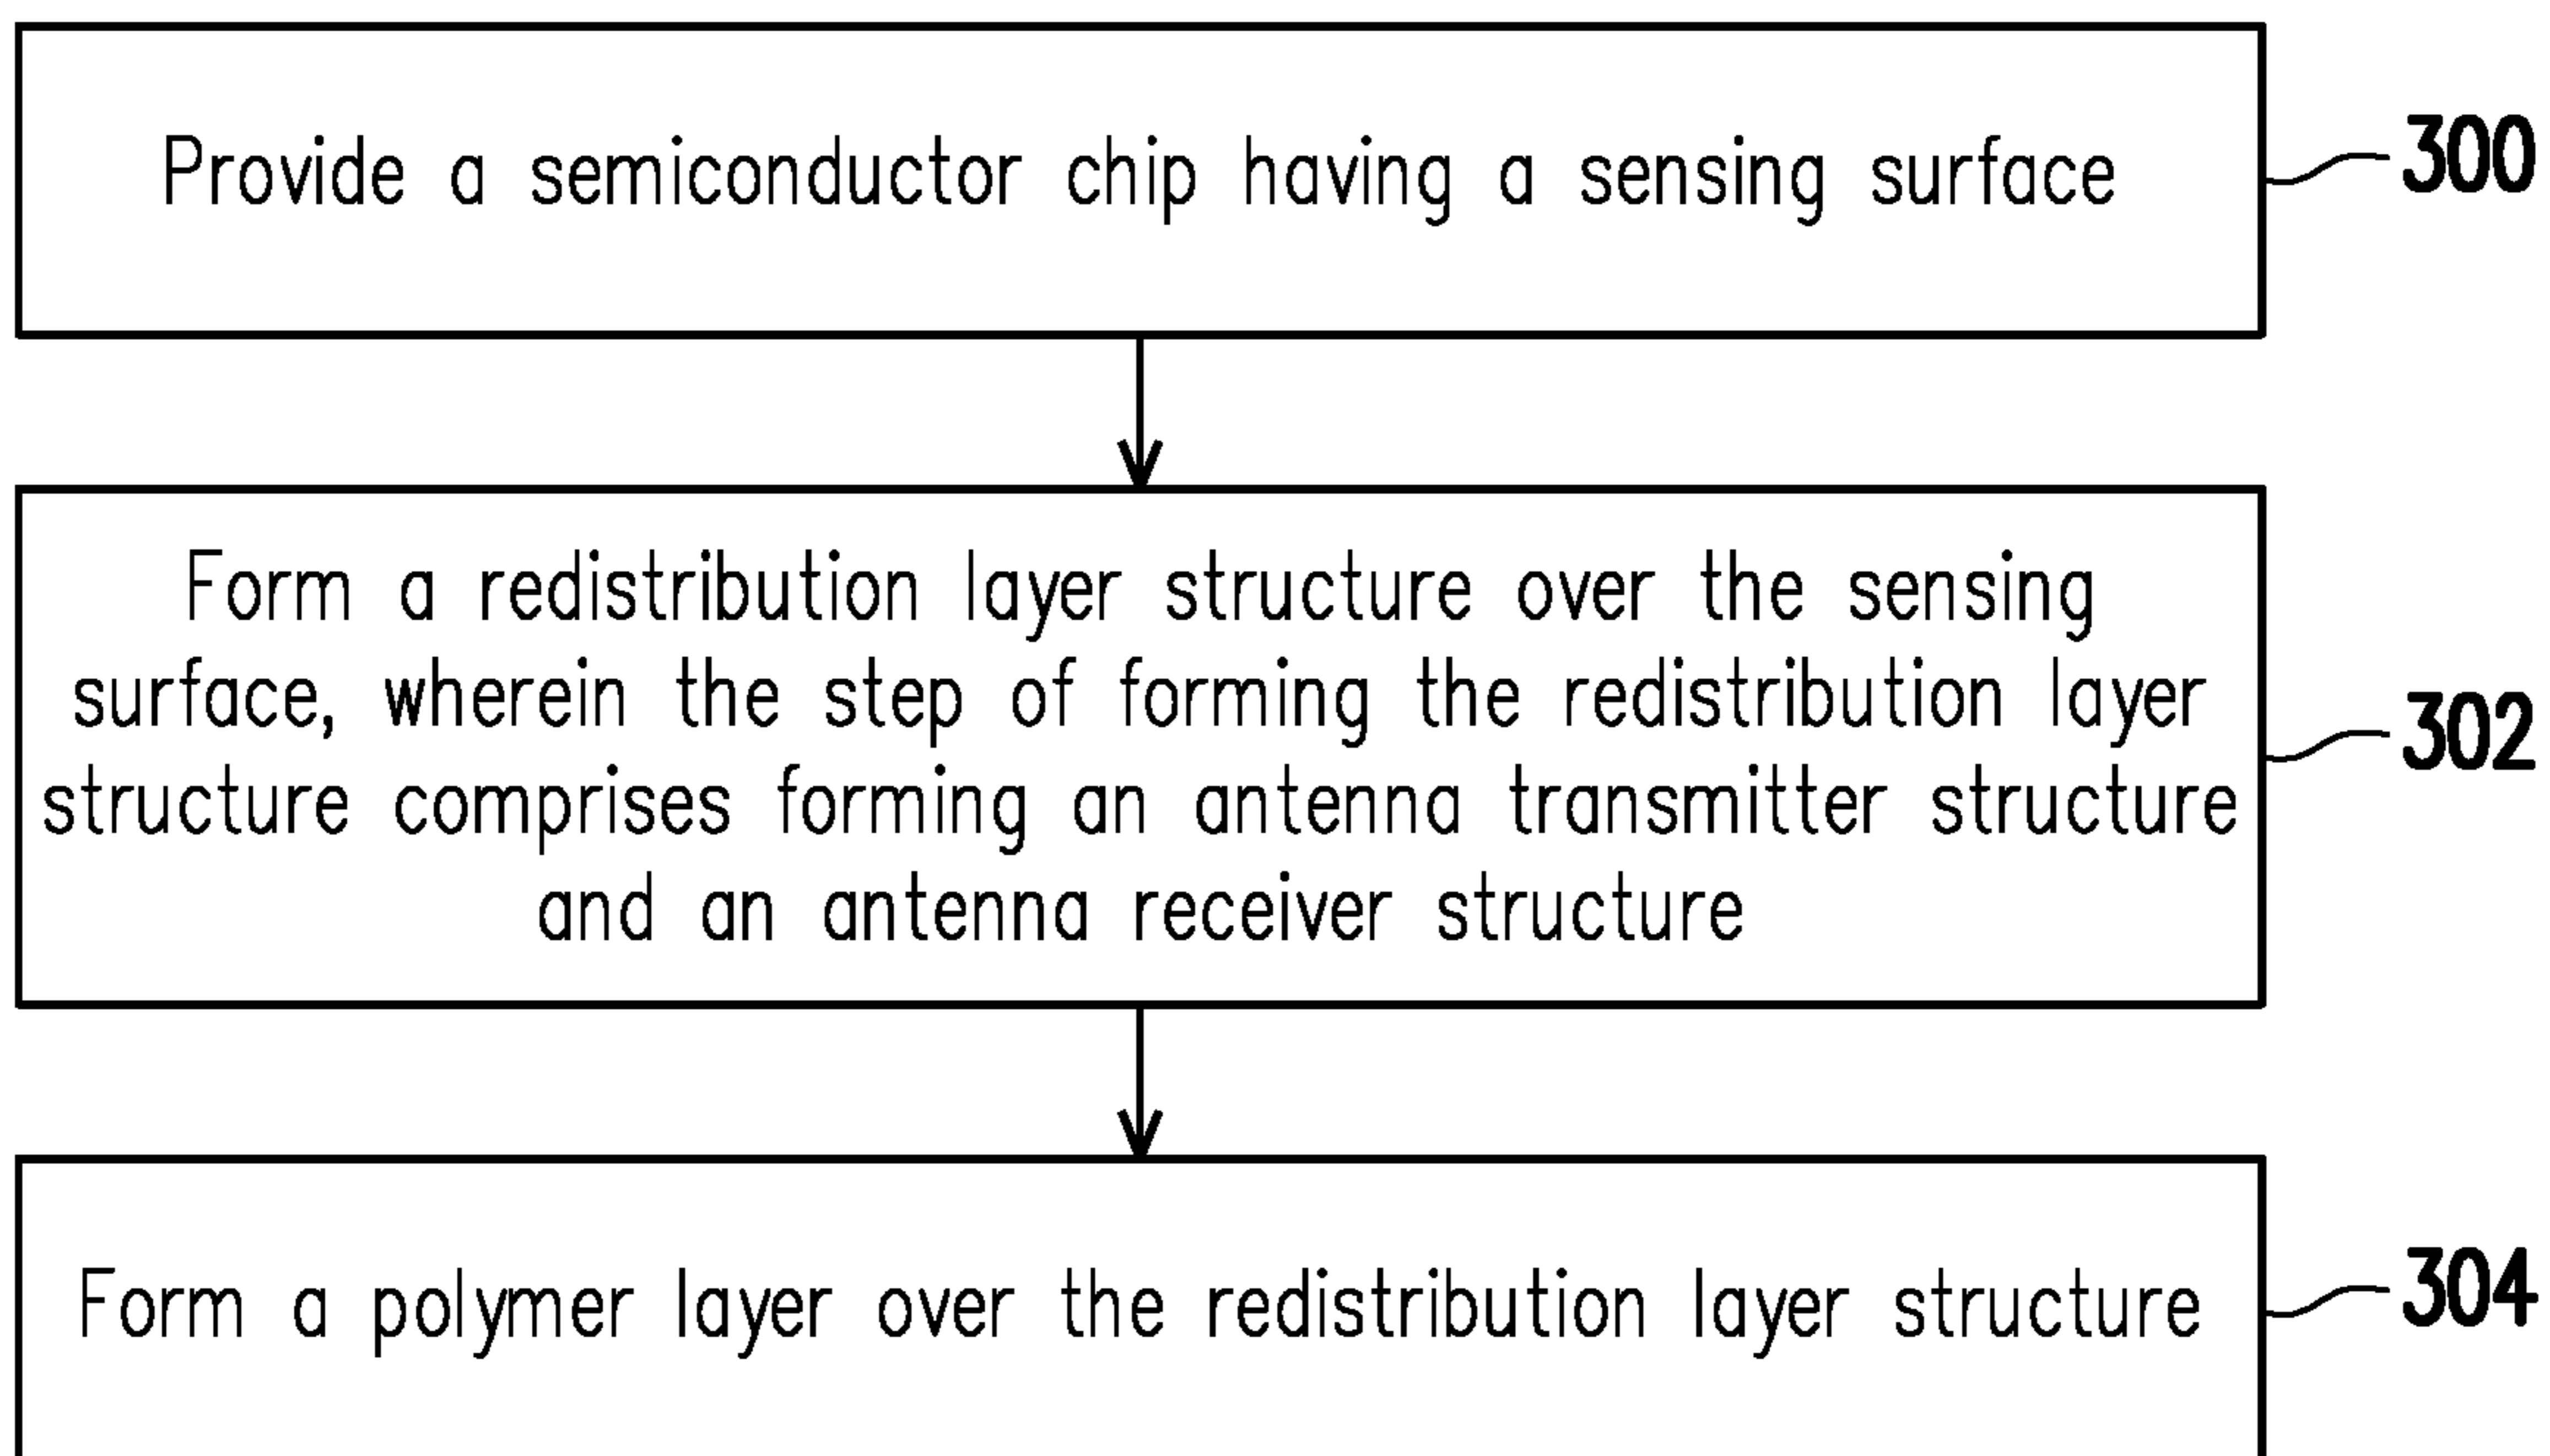 Provide a semiconductor chip having a sensing surface
300
Form a redistribution layer structure over the sensing
surface, wherein the step of forming the redistribution layer
structure comprises forming an antenna transmitter structure
and an antenna receiver structure
302
Form a polymer layer over the redistribution layer structure
304